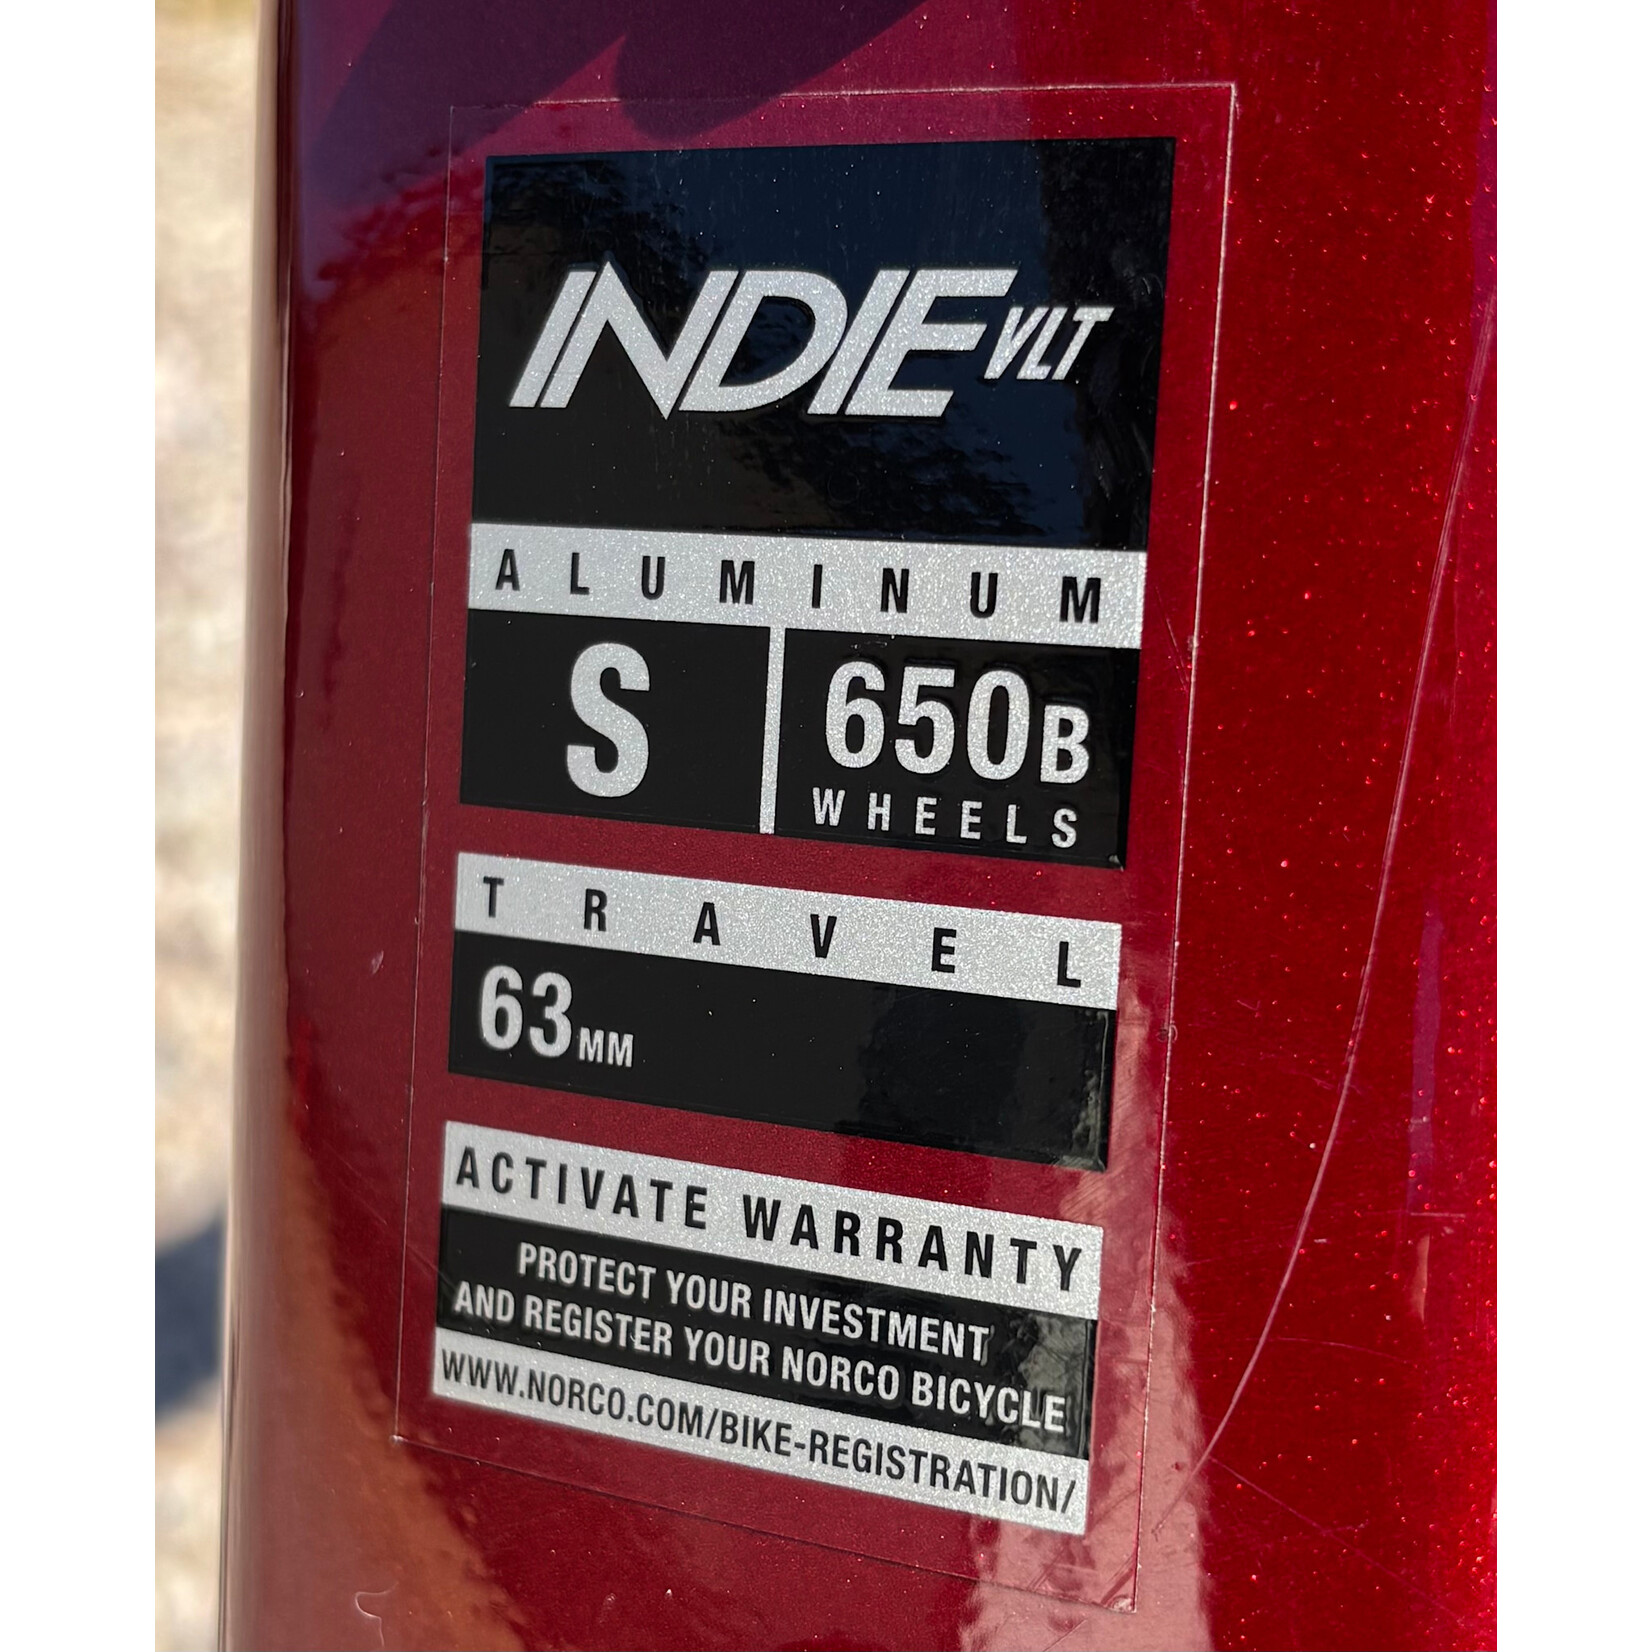 INDIE VLT
ALUMINUM
S 650B
WHEELS
TRAVEL
63MM
ACTIVATE WARRANTY
PROTECT YOUR INVESTMENT
AND REGISTER YOUR NORCO BICYCLE
WWW.NORCO.COM/BIKE-REGISTRATION/